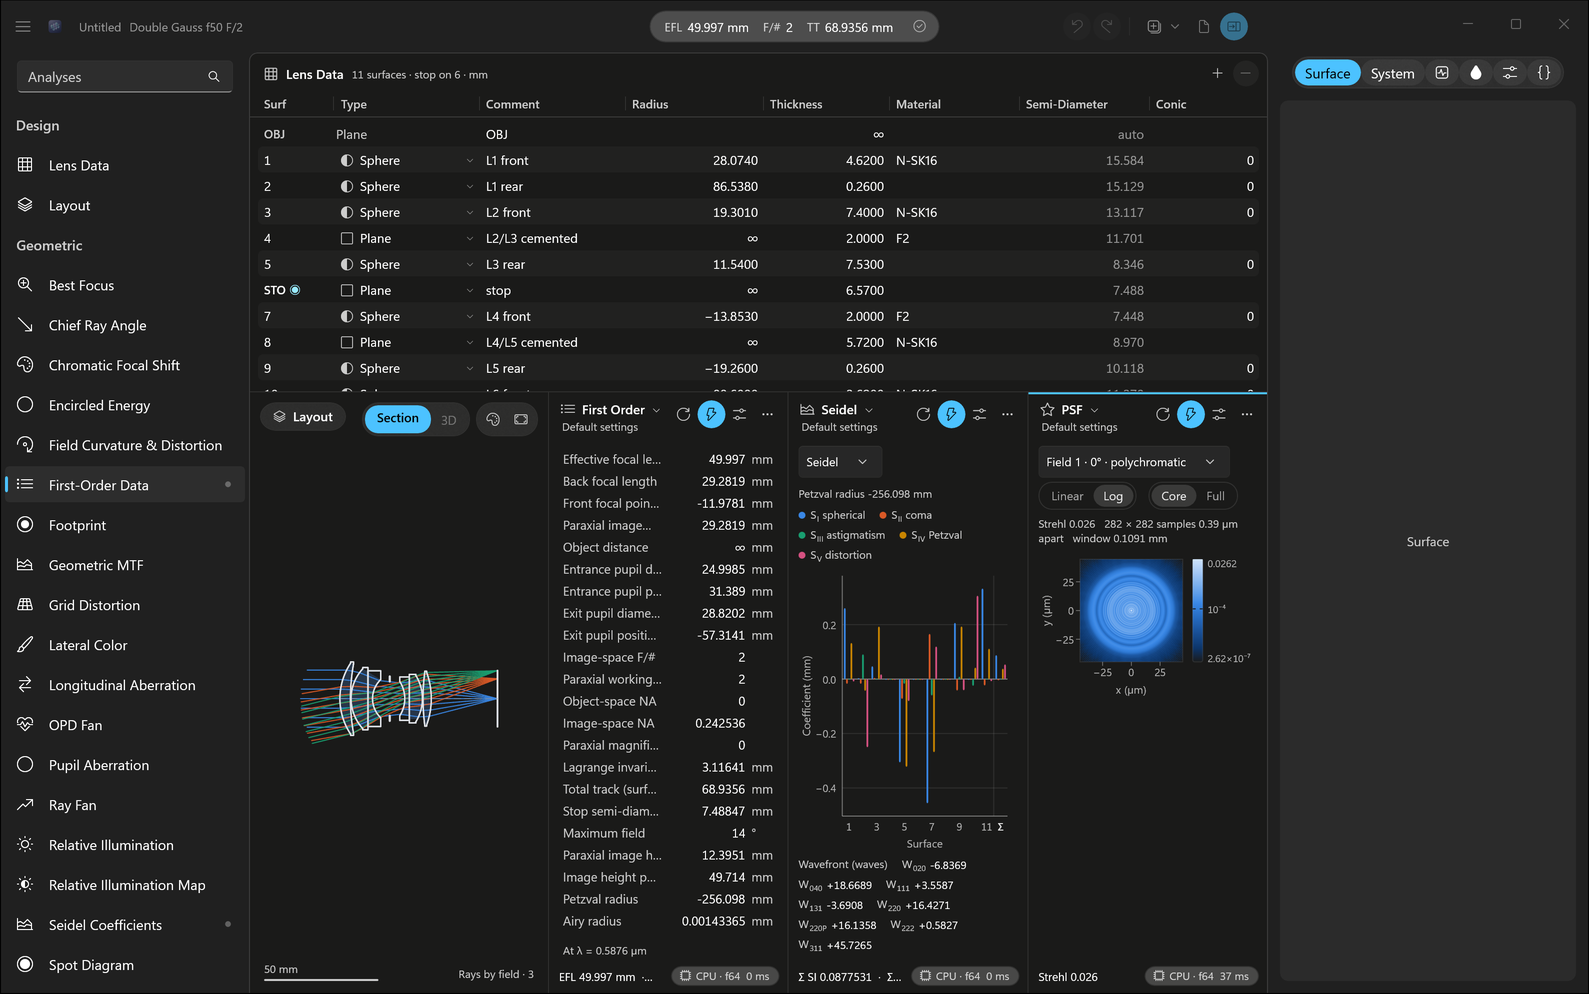 Untitled Double Gauss f50 F/2
EFL 49.997 mm F/# 2 TT 68.9356 mm
Analyses
Design
Lens Data
Layout
Geometric
Best Focus
Chief Ray Angle
Chromatic Focal Shift
Encircled Energy
Field Curvature & Distortion
First-Order Data
Footprint
Geometric MTF
Grid Distortion
Lateral Color
Longitudinal Aberration
OPD Fan
Pupil Aberration
Ray Fan
Relative Illumination
Relative Illumination Map
Seidel Coefficients
Spot Diagram
Lens Data 11 surfaces · stop on 6 · mm
Surf Type Comment Radius Thickness Material Semi-Diameter Conic
OBJ Plane OBJ ∞ auto
1 Sphere L1 front 28.0740 4.6200 N-SK16 15.584 0
2 Sphere L1 rear 86.5380 0.2600 15.129 0
3 Sphere L2 front 19.3010 7.4000 N-SK16 13.117 0
4 Plane L2/L3 cemented ∞ 2.0000 F2 11.701
5 Sphere L3 rear 11.5400 7.5300 8.346 0
STO Plane stop ∞ 6.5700 7.488
7 Sphere L4 front −13.8530 2.0000 F2 7.448 0
8 Plane L4/L5 cemented ∞ 5.7200 N-SK16 8.970
9 Sphere L5 rear −19.2600 0.2600 10.118 0
Layout Section 3D
50 mm Rays by field · 3
First Order
Default settings
Effective focal le... 49.997 mm
Back focal length 29.2819 mm
Front focal poin... -11.9781 mm
Paraxial image... 29.2819 mm
Object distance ∞ mm
Entrance pupil d... 24.9985 mm
Entrance pupil p... 31.389 mm
Exit pupil diame... 28.8202 mm
Exit pupil positi... -57.3141 mm
Image-space F/# 2
Paraxial working... 2
Object-space NA 0
Image-space NA 0.242536
Paraxial magnifi... 0
Lagrange invari... 3.11641 mm
Total track (surf... 68.9356 mm
Stop semi-diam... 7.48847 mm
Maximum field 14 °
Paraxial image h... 12.3951 mm
Image height p... 49.714 mm
Petzval radius -256.098 mm
Airy radius 0.00143365 mm
At λ = 0.5876 µm
EFL 49.997 mm ·... CPU · f64 0 ms
Seidel
Default settings
Seidel
Petzval radius -256.098 mm
S_I spherical S_II coma
S_III astigmatism S_IV Petzval
S_V distortion
0.2
0.0
−0.2
−0.4
Coefficient (mm)
1 3 5 7 9 11 Σ
Surface
Wavefront (waves) W₀₂₀ -6.8369
W₀₄₀ +18.6689 W₁₁₁ +3.5587
W₁₃₁ -3.6908 W₂₂₀ +16.4271
W₂₂₀P +16.1358 W₂₂₂ +0.5827
W₃₁₁ +45.7265
Σ SI 0.0877531 · Σ... CPU · f64 0 ms
PSF
Default settings
Field 1 · 0° · polychromatic
Linear Log Core Full
Strehl 0.026 282 × 282 samples 0.39 µm
apart window 0.1091 mm
0.0262
10⁻⁴
2.62×10⁻⁷
25
0
−25
y (µm)
−25 0 25
x (µm)
Strehl 0.026 CPU · f64 37 ms
Surface System {}
Surface